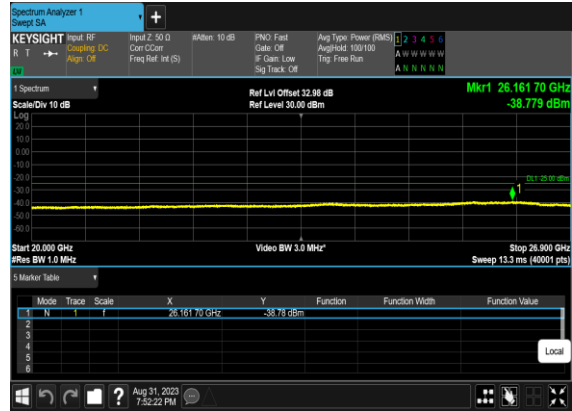 Spectrum Analyzer 1
Swept SA
+
KEYSIGHT Input: RF Input Z: 50 Ω #Atten: 10 dB PNO: Fast Avg Type: Power (RMS) 1 2 3 4 5 6
R T Coupling: DC Corr CCorr Gate: Off Avg|Hold: 100/100 A W W W W W
Align: Off Freq Ref: Int (S) IF Gain: Low Trig: Free Run
Sig Track: Off A N N N N N
1 Spectrum Ref Lvl Offset 32.98 dB Mkr1 26.161 70 GHz
Scale/Div 10 dB Ref Level 30.00 dBm -38.779 dBm
Log
20.0
10.0
0.00
-10.0
-20.0
DL1 -25.00 dBm
1
-30.0
-40.0
-50.0
-60.0
Start 20.000 GHz Video BW 3.0 MHz* Stop 26.900 GHz
#Res BW 1.0 MHz Sweep 13.3 ms (40001 pts)
5 Marker Table
Mode Trace Scale X Y Function Function Width Function Value
1 N 1 f 26.161 70 GHz -38.78 dBm
2
3
4
5
6
Local
? Aug 31, 2023
7:52:22 PM